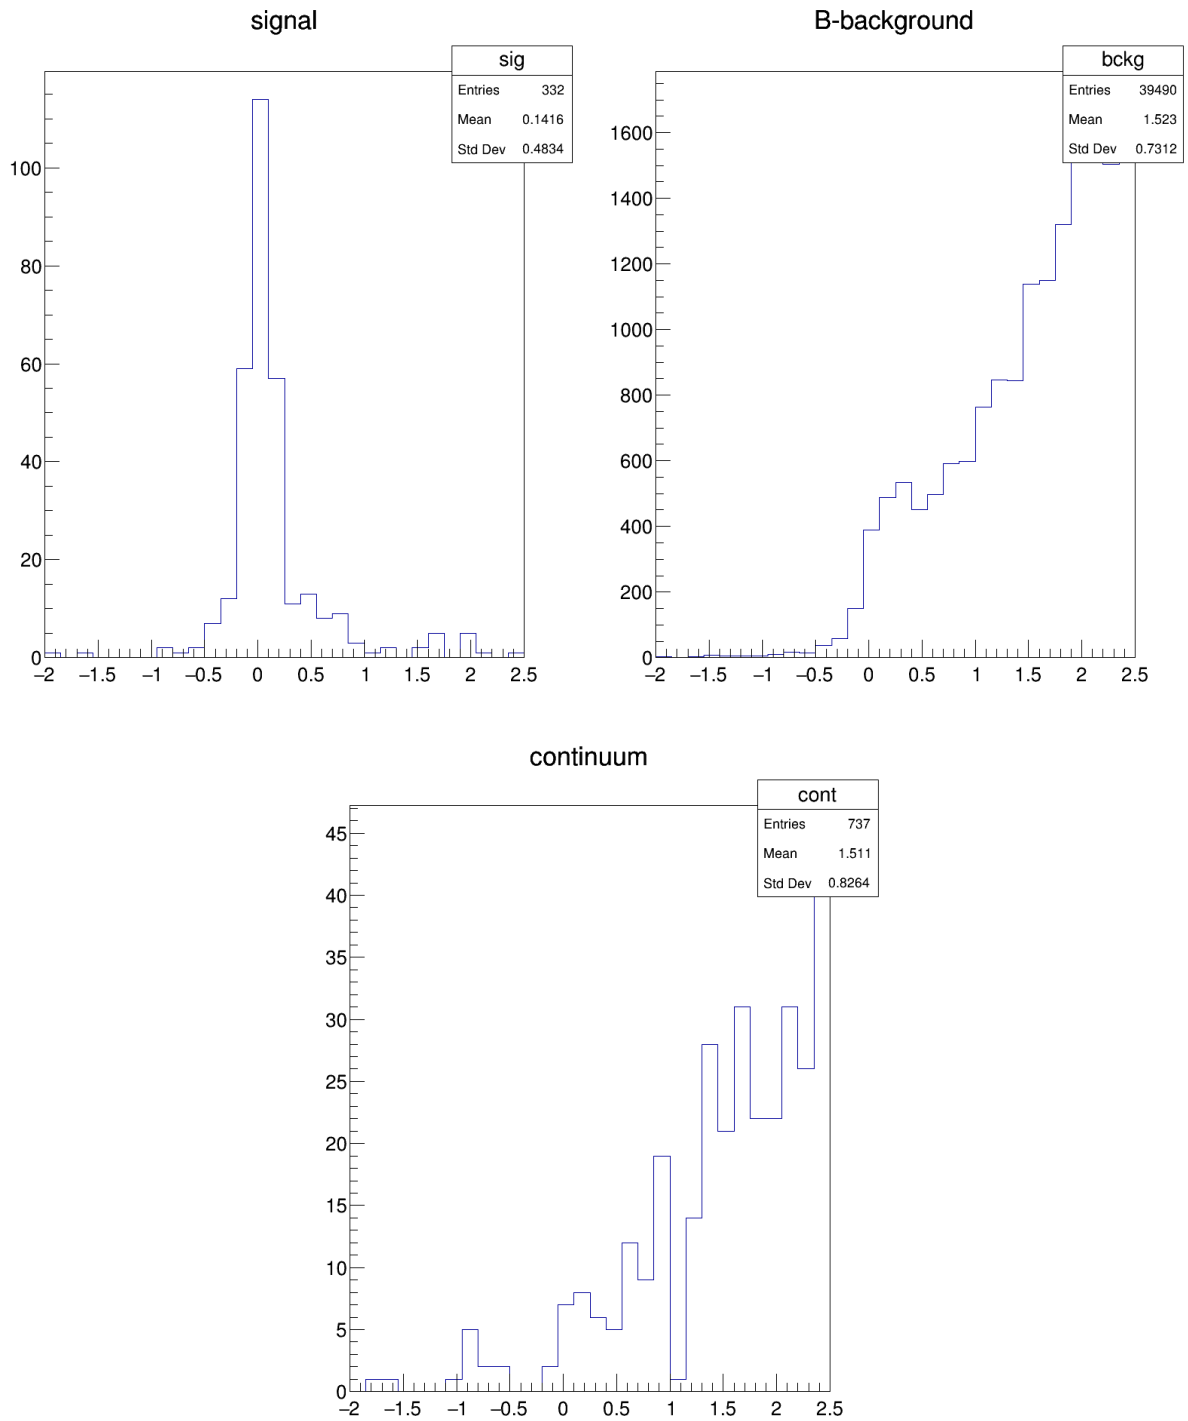 signal
sig
Entries 332
Mean 0.1416
Std Dev 0.4834
100
80
60
40
20
0
−2 −1.5 −1 −0.5 0 0.5 1 1.5 2 2.5
B-background
bckg
Entries 39490
Mean 1.523
Std Dev 0.7312
1600
1400
1200
1000
800
600
400
200
0
−2 −1.5 −1 −0.5 0 0.5 1 1.5 2 2.5
continuum
cont
Entries 737
Mean 1.511
Std Dev 0.8264
45
40
35
30
25
20
15
10
5
0
−2 −1.5 −1 −0.5 0 0.5 1 1.5 2 2.5